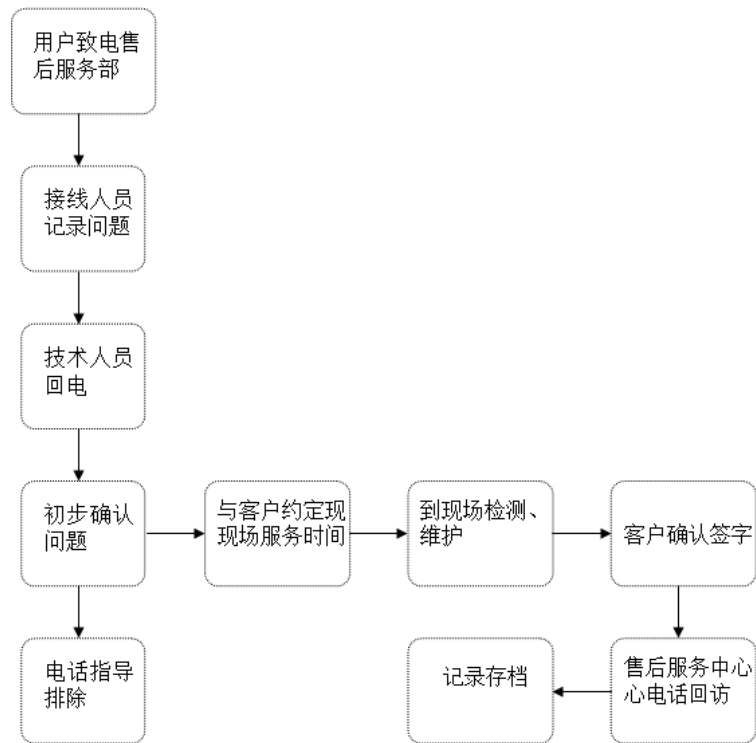 用户致电售
后服务部
接线人员
记录问题
技术人员
回电
初步确认
问题
与客户约定现
现场服务时间
到现场检测、
维护
客户确认签字
电话指导
排除
记录存档
售后服务中心
心电话回访